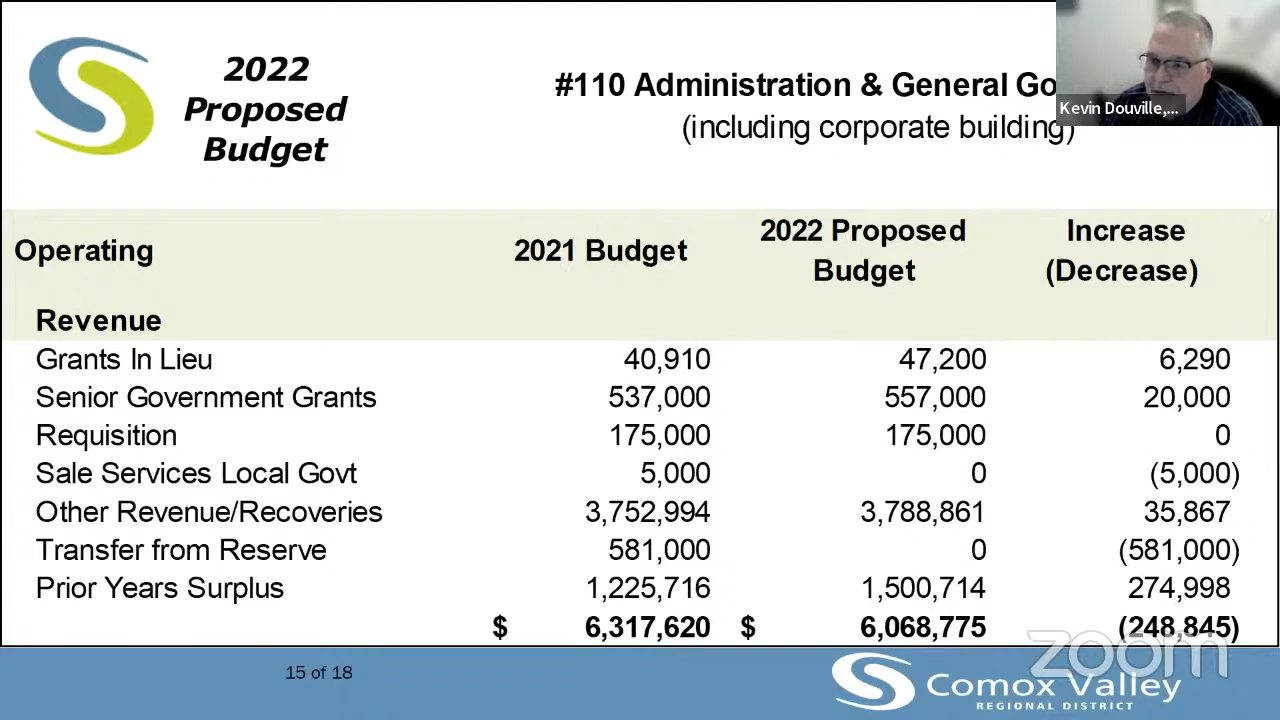 2022
Proposed
Budget
#110 Administration & General Go
(including corporate building)
Kevin Douville,...
Operating 2021 Budget 2022 Proposed Budget Increase (Decrease)
Revenue
Grants In Lieu 40,910 47,200 6,290
Senior Government Grants 537,000 557,000 20,000
Requisition 175,000 175,000 0
Sale Services Local Govt 5,000 0 (5,000)
Other Revenue/Recoveries 3,752,994 3,788,861 35,867
Transfer from Reserve 581,000 0 (581,000)
Prior Years Surplus 1,225,716 1,500,714 274,998
$ 6,317,620 $ 6,068,775 (248,845)
zoom
15 of 18
Comox Valley
REGIONAL DISTRICT